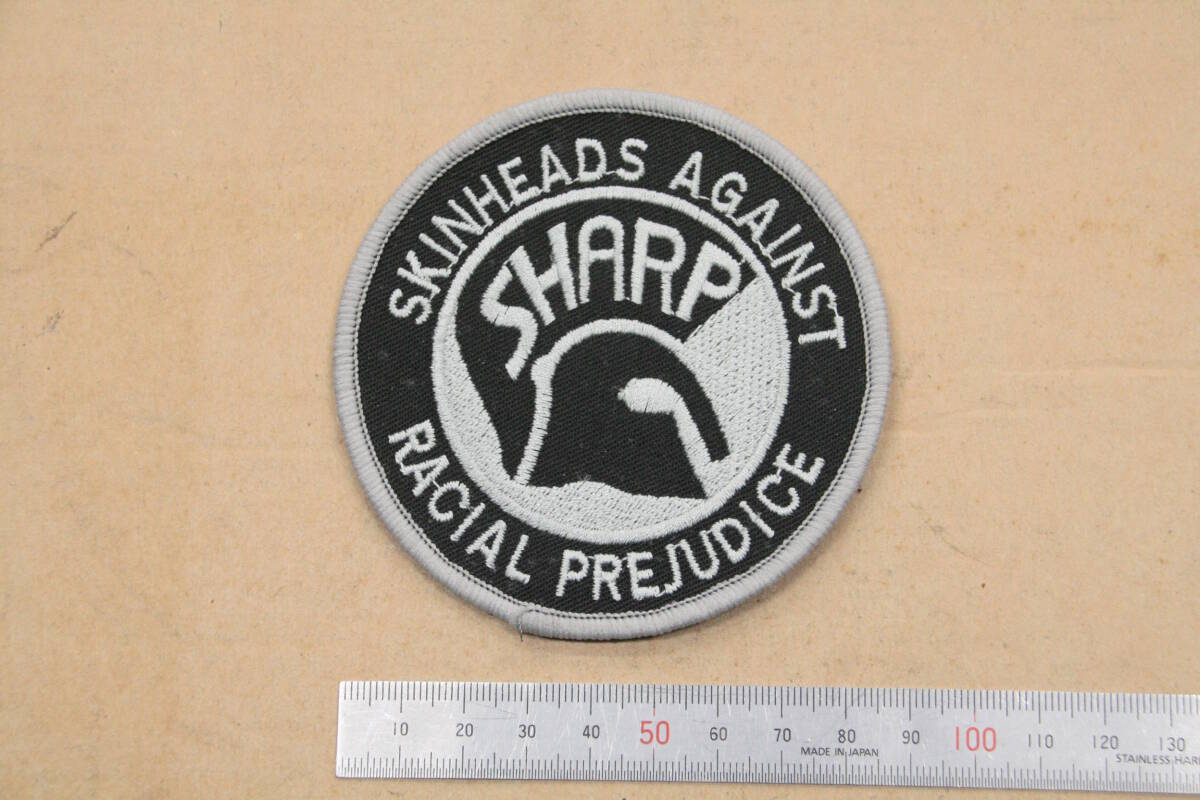 SKINHEADS AGAINST
SHARP
RACIAL PREJUDICE
10 20 30 40 50 60 70 80 90 100 110 120 130
MADE IN JAPAN